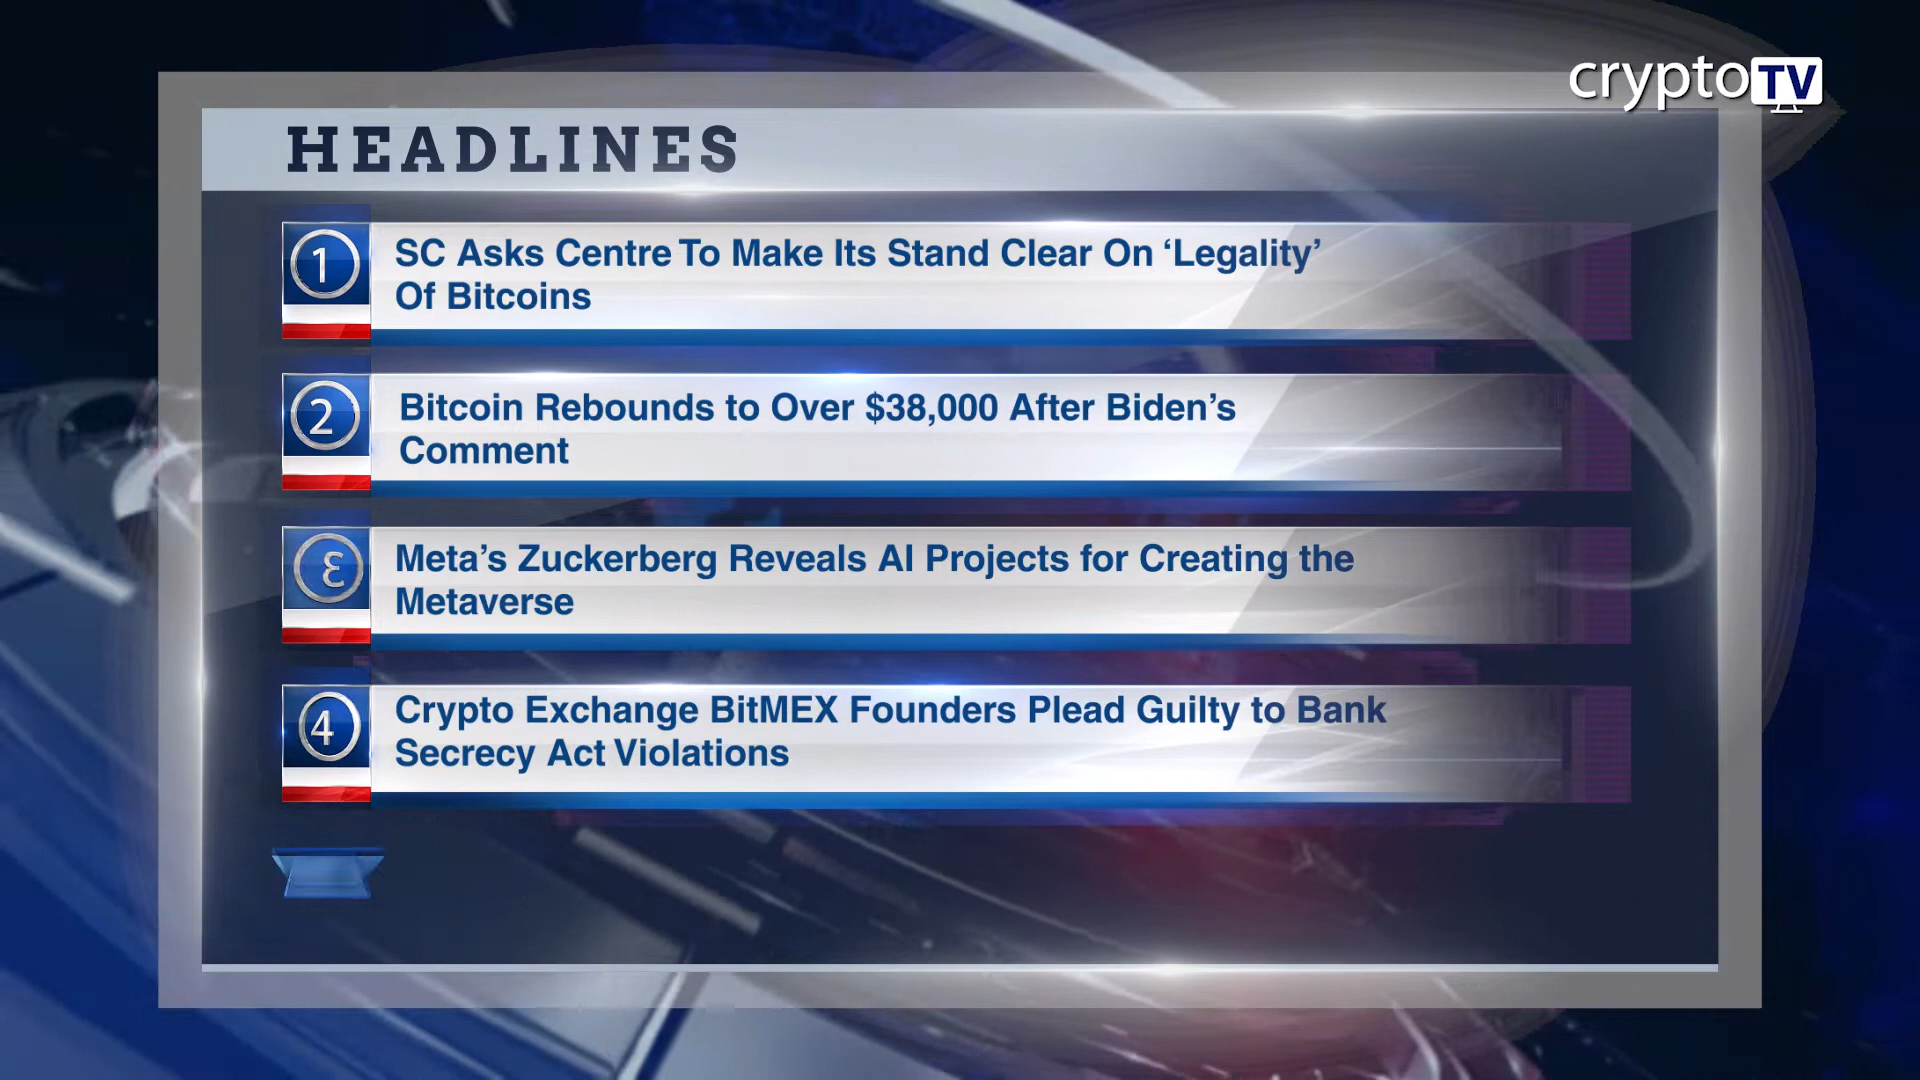 cryptoTV
HEADLINES
1
SC Asks Centre To Make Its Stand Clear On ‘Legality’
Of Bitcoins
2
Bitcoin Rebounds to Over $38,000 After Biden’s
Comment
3
Meta’s Zuckerberg Reveals AI Projects for Creating the
Metaverse
4
Crypto Exchange BitMEX Founders Plead Guilty to Bank
Secrecy Act Violations